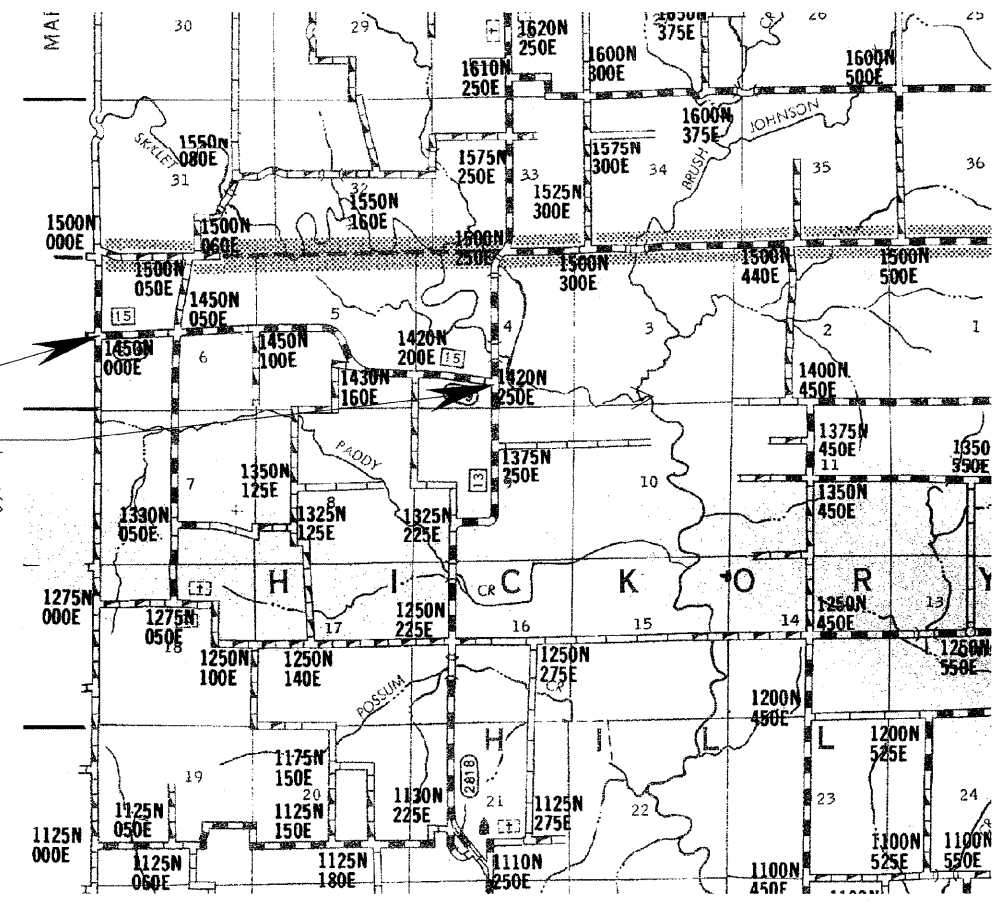 MAP
30
29
26
25
1620N
250E
1650N
375E
1600N
300E
1610N
250E
1600N
500E
1600N
375E
JOHNSON
SKILLET
1550N
080E
31
32
1575N
250E
33
1575N
300E
34
BRUSH
35
36
1525N
300E
1550N
160E
1500N
000E
1500N
060E
1500N
250E
1500N
050E
1500N
300E
1500N
440E
1500N
500E
1450N
050E
15
5
4
3
2
1
1450N
000E
6
1450N
100E
1420N
200E
15
1430N
160E
1420N
250E
1400N
450E
PADDY
1375N
250E
13
9
1375N
450E
11
1350
550E
7
1350N
125E
8
10
1350N
450E
1330N
050E
1325N
125E
1325N
225E
H I C K O R Y
CR
1275N
000E
1275N
050E
18
17
1250N
225E
16
15
14
1250N
450E
13
1250N
100E
1250N
140E
1250N
275E
1250N
550E
POSSUM
CR
1200N
450E
H I L L
1200N
525E
1175N
150E
19
20
2818
21
22
23
24
1125N
050E
1125N
150E
1130N
225E
1125N
275E
1125N
000E
1125N
060E
1125N
180E
1110N
250E
1100N
450E
1100N
525E
1100N
550E
1100N